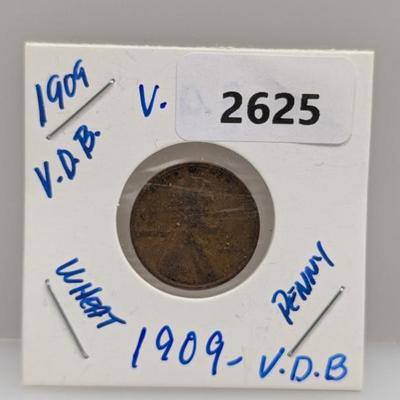 1909
V.D.B.
V.
2625
WHEAT
PENNY
1909- V.D.B